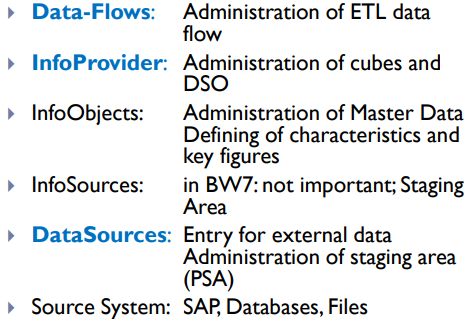 Data-Flows: Administration of ETL data
flow
InfoProvider: Administration of cubes and
DSO
InfoObjects: Administration of Master Data
Defining of characteristics and
key figures
InfoSources: in BW7: not important; Staging
Area
DataSources: Entry for external data
Administration of staging area
(PSA)
Source System: SAP, Databases, Files